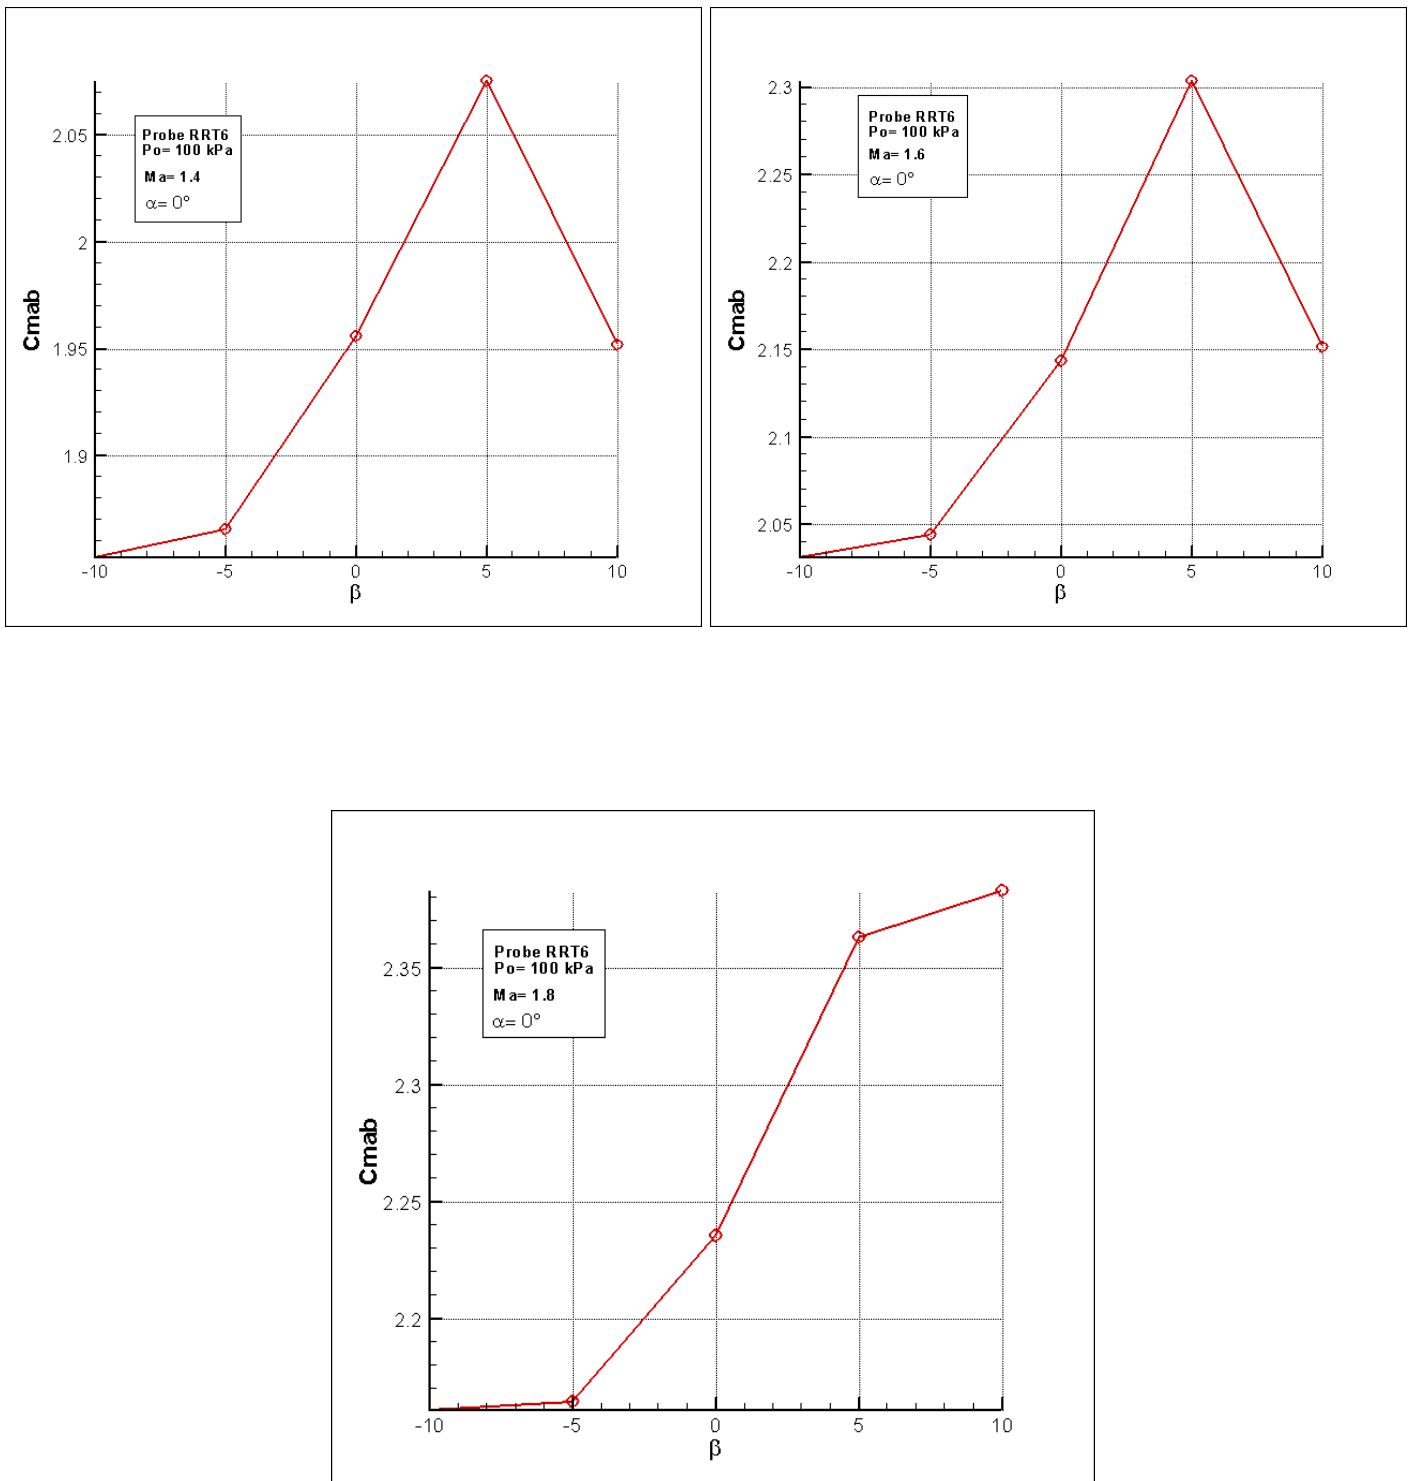 2.05
2
1.95
1.9
Cmab
Probe RRT6
Po= 100 kPa
Ma= 1.4
α= 0°
-10 -5 0 5 10
β
2.3
2.25
2.2
2.15
2.1
2.05
Cmab
Probe RRT6
Po= 100 kPa
Ma= 1.6
α= 0°
-10 -5 0 5 10
β
2.35
2.3
2.25
2.2
Cmab
Probe RRT6
Po= 100 kPa
Ma= 1.8
α= 0°
-10 -5 0 5 10
β